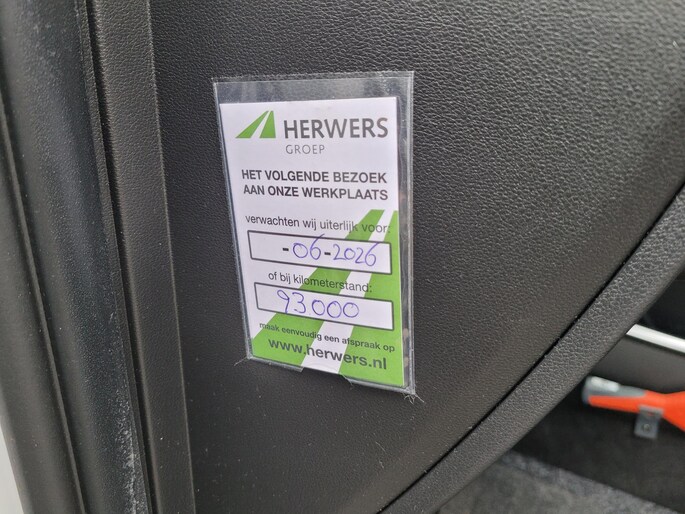 HERWERS
GROEP
HET VOLGENDE BEZOEK
AAN ONZE WERKPLAATS
verwachten wij uiterlijk voor:
-06-2026
of bij kilometerstand:
93000
maak eenvoudig een afspraak op
www.herwers.nl